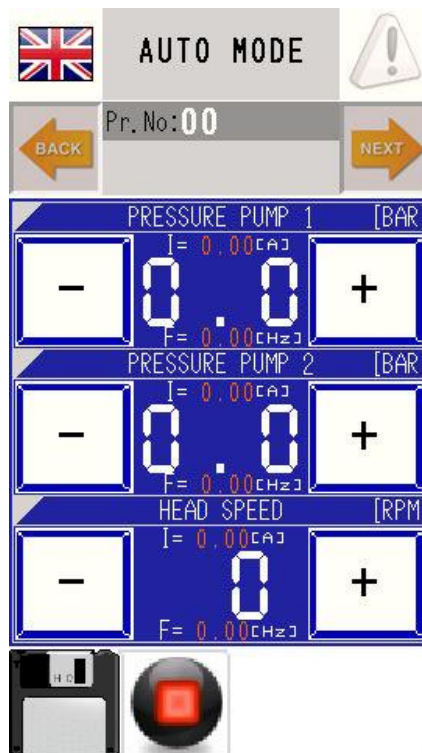 AUTO MODE
BACK
Pr.No:00
NEXT
PRESSURE PUMP 1 [BAR
I= 0.00[A]
- 0.0 +
F= 0.00[Hz]
PRESSURE PUMP 2 [BAR
I= 0.00[A]
- 0.0 +
F= 0.00[Hz]
HEAD SPEED [RPM
I= 0.00[A]
- 0 +
F= 0.00[Hz]
HD